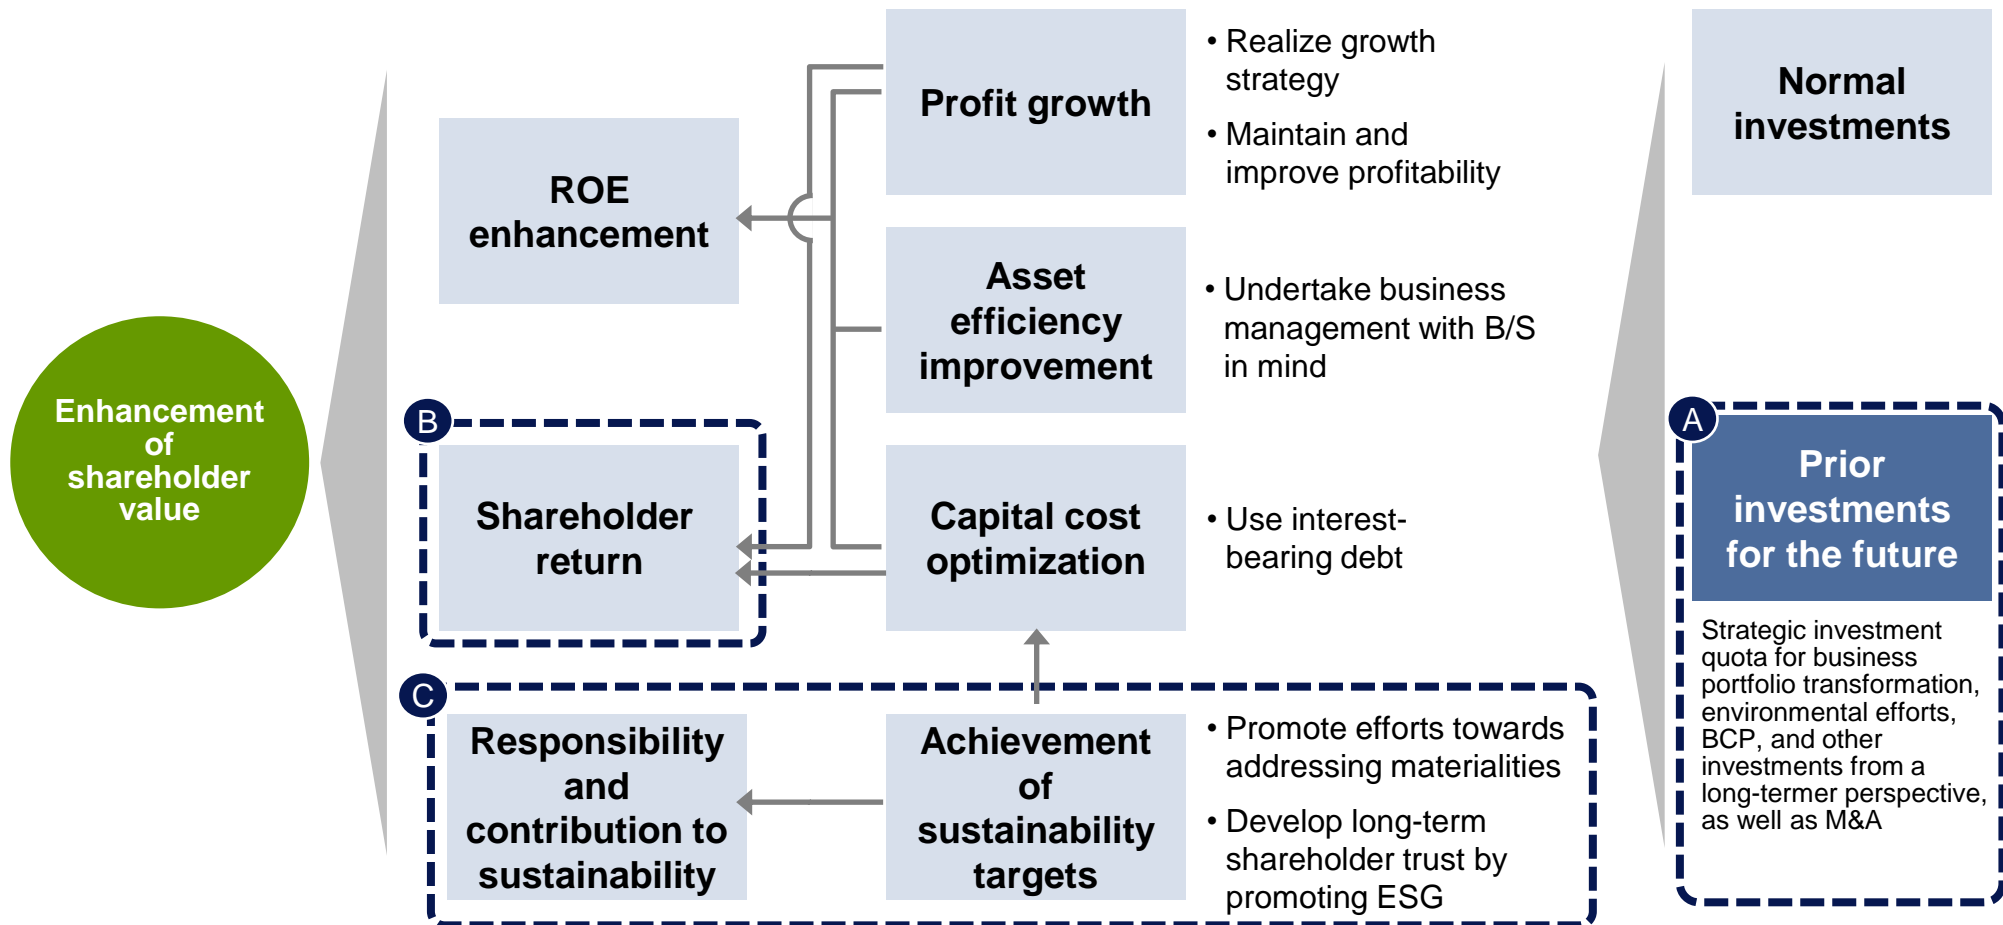 Enhancement
of
shareholder
value
ROE
enhancement
B
Shareholder
return
C
Responsibility
and
contribution to
sustainability
Profit growth
• Realize growth
strategy
• Maintain and
improve profitability
Asset
efficiency
improvement
• Undertake business
management with B/S
in mind
Capital cost
optimization
• Use interest-
bearing debt
Achievement
of
sustainability
targets
• Promote efforts towards
addressing materialities
• Develop long-term
shareholder trust by
promoting ESG
Normal
investments
A
Prior
investments
for the future
Strategic investment
quota for business
portfolio transformation,
environmental efforts,
BCP, and other
investments from a
long-termer perspective,
as well as M&A